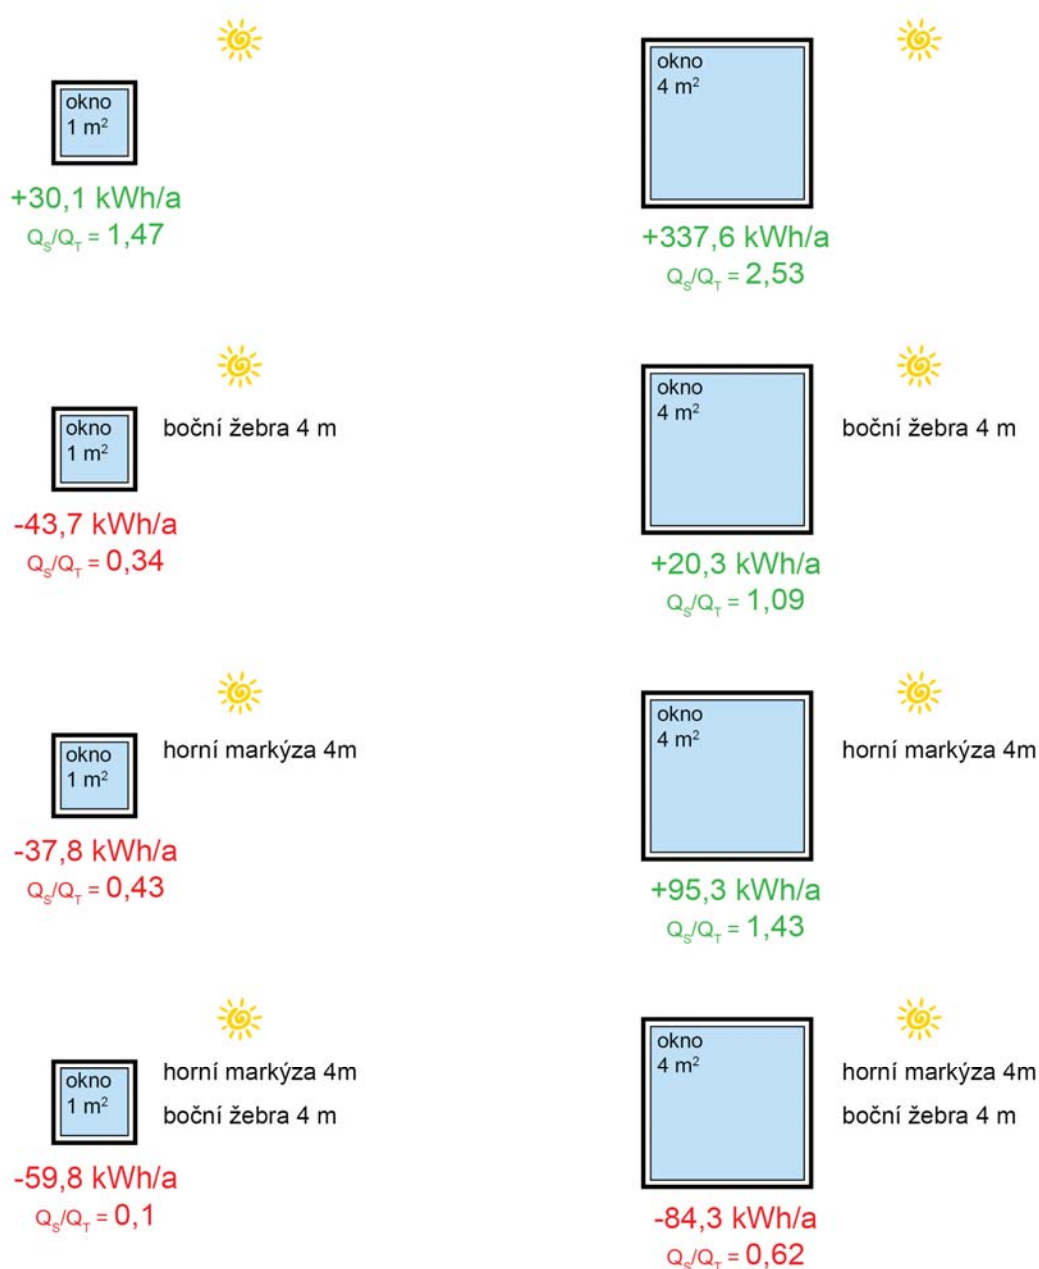 okno
1 m²
+30,1 kWh/a
Qs/QT = 1,47
okno
4 m²
+337,6 kWh/a
Qs/QT = 2,53
okno
1 m²
boční žebra 4 m
-43,7 kWh/a
Qs/QT = 0,34
okno
4 m²
boční žebra 4 m
+20,3 kWh/a
Qs/QT = 1,09
okno
1 m²
horní markýza 4m
-37,8 kWh/a
Qs/QT = 0,43
okno
4 m²
horní markýza 4m
+95,3 kWh/a
Qs/QT = 1,43
okno
1 m²
horní markýza 4m
boční žebra 4 m
-59,8 kWh/a
Qs/QT = 0,1
okno
4 m²
horní markýza 4m
boční žebra 4 m
-84,3 kWh/a
Qs/QT = 0,62